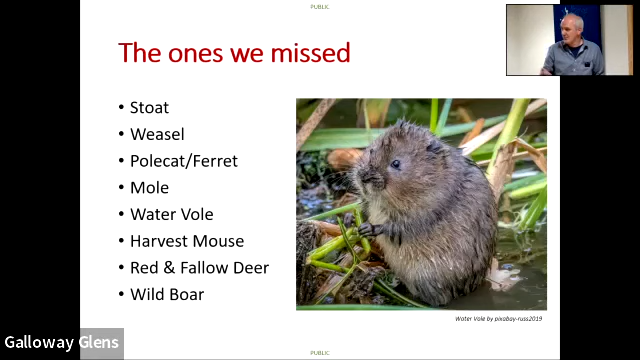 PUBLIC
The ones we missed
• Stoat
• Weasel
• Polecat/Ferret
• Mole
• Water Vole
• Harvest Mouse
• Red & Fallow Deer
• Wild Boar
Water Vole by pixabay-russ2019
Galloway Glens
PUBLIC